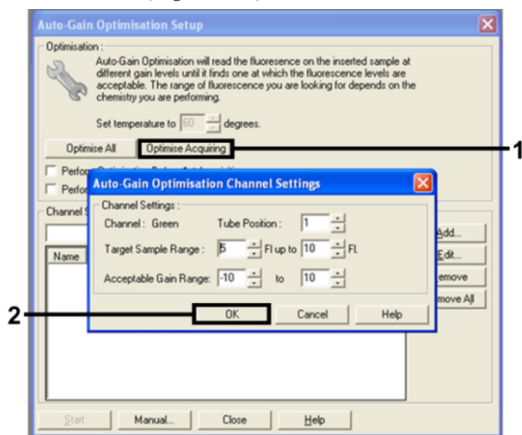 Auto-Gain Optimisation Setup
Optimisation :
Auto-Gain Optimisation will read the fluoresence on the inserted sample at
different gain levels until it finds one at which the fluorescence levels are
acceptable. The range of fluorescence you are looking for depends on the
chemistry you are performing.
Set temperature to 60 degrees.
Optimise All Optimise Acquiring 1
Perform
Auto-Gain Optimisation Channel Settings
Channel Settings :
Channel : Green Tube Position : 1
Target Sample Range : 5 Fl up to 10 Fl.
Acceptable Gain Range: -10 to 10
OK Cancel Help
2
Channel
Name
Add...
Edit...
emove
move All
Start Manual... Close Help